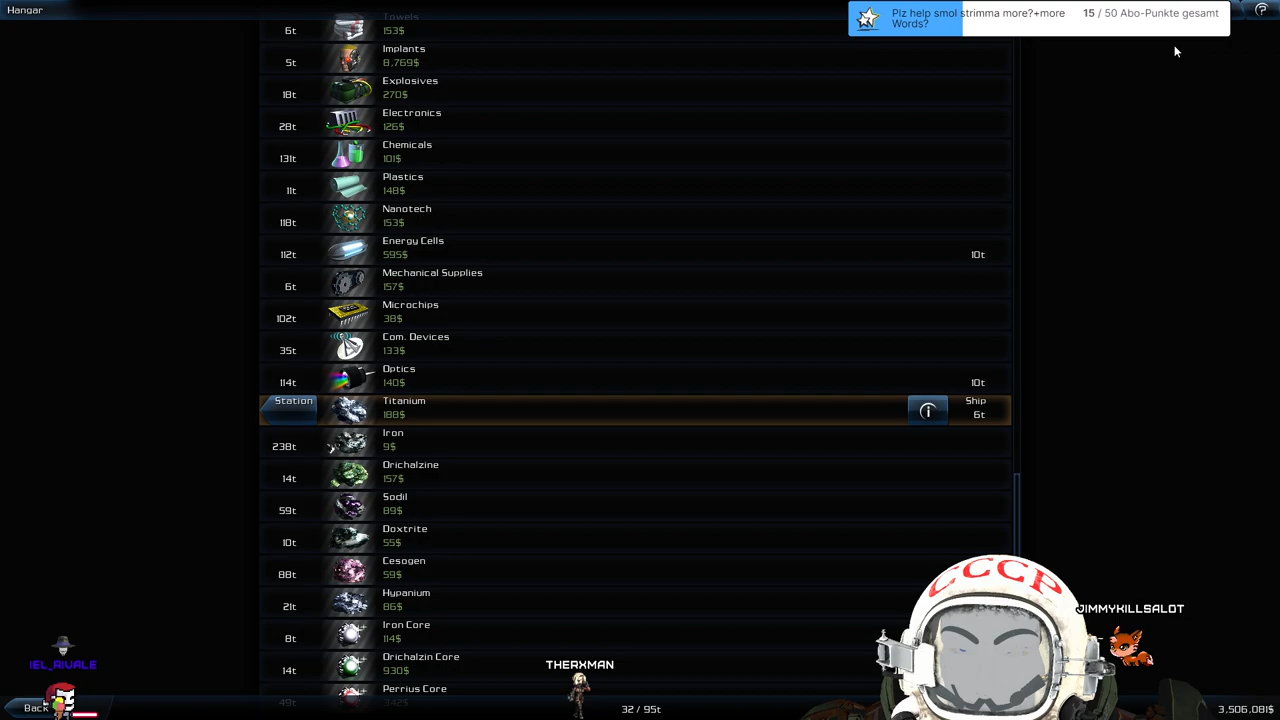 Hangar
Plz help smol strimma more?+more
Words?
15 / 50 Abo-Punkte gesamt
Towels
6t 153$
Implants
5t 8,769$
Explosives
18t 270$
Electronics
28t 126$
Chemicals
131t 101$
Plastics
11t 148$
Nanotech
118t 153$
Energy Cells
112t 595$ 10t
Mechanical Supplies
6t 157$
Microchips
102t 38$
Com. Devices
35t 133$
Optics
114t 140$ 10t
Station Titanium Ship
188$ 6t
Iron
238t 9$
Orichalzine
14t 157$
Sodil
59t 89$
Doxtrite
10t 55$
Cesogen
88t 59$
Hypanium
21t 86$
Iron Core
8t 114$
Orichalzin Core
14t 930$
Perrius Core
49t 342$
CCCP
JIMMYKILLSALOT
IEL_RIVALE
THERXMAN
Back
32 / 95t
3,506,081$